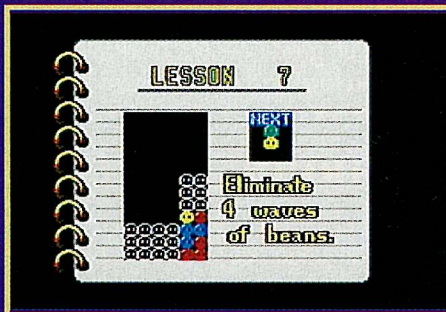 LESSON 7
NEXT
Eliminate
4 waves
of beans.